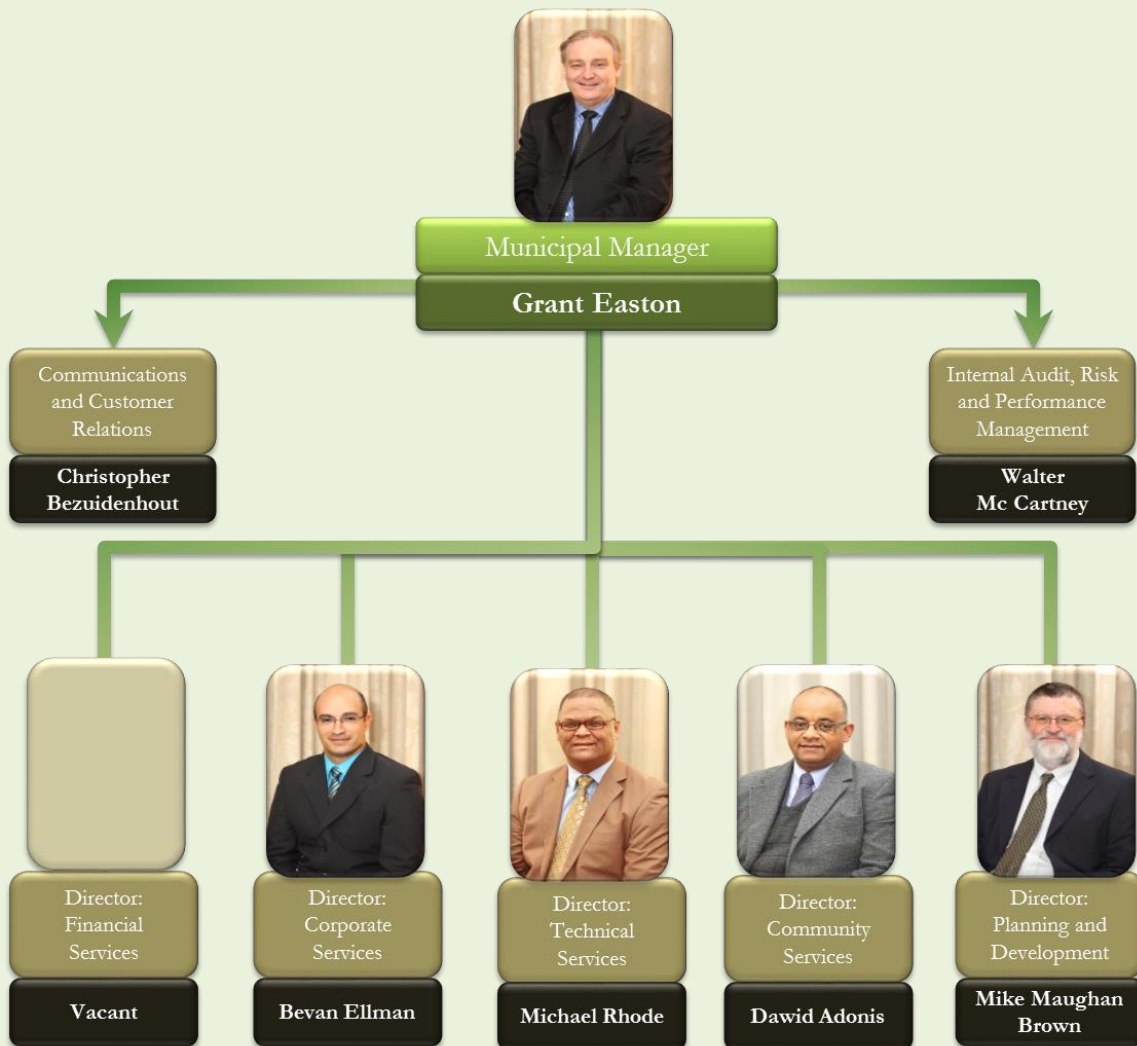 Municipal Manager
Grant Easton
Communications
and Customer
Relations
Christopher
Bezuidenhout
Internal Audit, Risk
and Performance
Management
Walter
Mc Cartney
Director:
Financial
Services
Vacant
Director:
Corporate
Services
Bevan Ellman
Director:
Technical
Services
Michael Rhode
Director:
Community
Services
Dawid Adonis
Director:
Planning and
Development
Mike Maughan
Brown